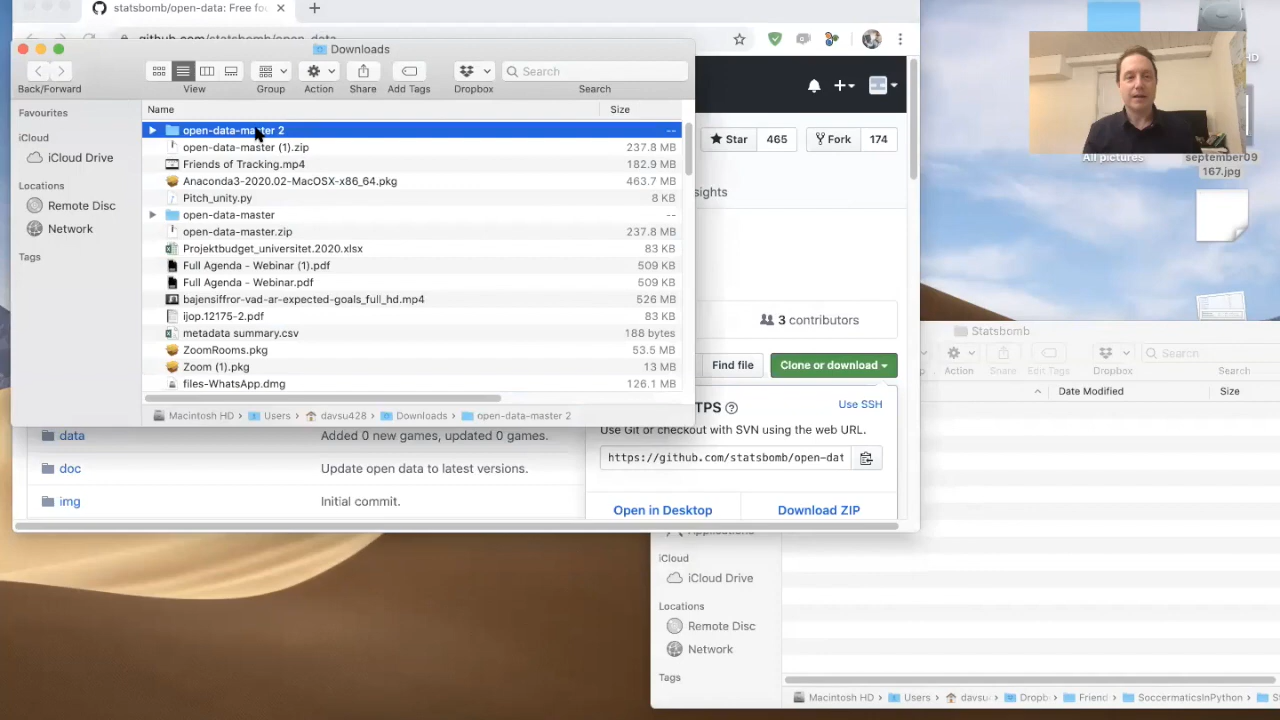 statsbomb/open-data: Free fo
github.com/statsbomb/open-data
Downloads
Back/Forward
View
Group
Action
Share
Add Tags
Dropbox
Search
Search
Favourites
iCloud
iCloud Drive
Locations
Remote Disc
Network
Tags
Name
Size
open-data-master 2
--
open-data-master (1).zip
237.8 MB
Friends of Tracking.mp4
182.9 MB
Anaconda3-2020.02-MacOSX-x86_64.pkg
463.7 MB
Pitch_unity.py
8 KB
open-data-master
--
open-data-master.zip
237.8 MB
Projektbudget_universitet.2020.xlsx
83 KB
Full Agenda - Webinar (1).pdf
509 KB
Full Agenda - Webinar.pdf
509 KB
bajensiffror-vad-ar-expected-goals_full_hd.mp4
526 MB
ijop.12175-2.pdf
83 KB
metadata summary.csv
188 bytes
ZoomRooms.pkg
53.5 MB
Zoom (1).pkg
13 MB
files-WhatsApp.dmg
126.1 MB
Macintosh HD
Users
davsu428
Downloads
open-data-master 2
Star
465
Fork
174
sights
3 contributors
Find file
Clone or download
TPS
Use SSH
Use Git or checkout with SVN using the web URL.
https://github.com/statsbomb/open-dat
Open in Desktop
Download ZIP
data
Added 0 new games, updated 0 games.
doc
Update open data to latest versions.
img
Initial commit.
HD
All pictures
september09
167.jpg
Statsbomb
Action
Share
Edit Tags
Dropbox
Search
Search
Date Modified
Size
Applications
iCloud
iCloud Drive
Locations
Remote Disc
Network
Tags
Macintosh HD
Users
davsu
Dropb
Friend
SoccermaticsInPython